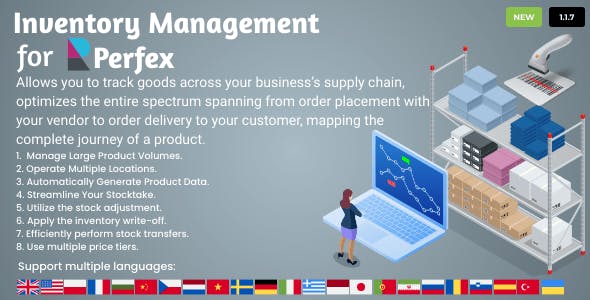 Inventory Management
NEW
1.1.7
for Perfex
Allows you to track goods across your business's supply chain,
optimizes the entire spectrum spanning from order placement with
your vendor to order delivery to your customer, mapping the
complete journey of a product.
1. Manage Large Product Volumes.
2. Operate Multiple Locations.
3. Automatically Generate Product Data.
4. Streamline Your Stocktake.
5. Utilize the stock adjustment.
6. Apply the inventory write-off.
7. Efficiently perform stock transfers.
8. Use multiple price tiers.
Support multiple languages: